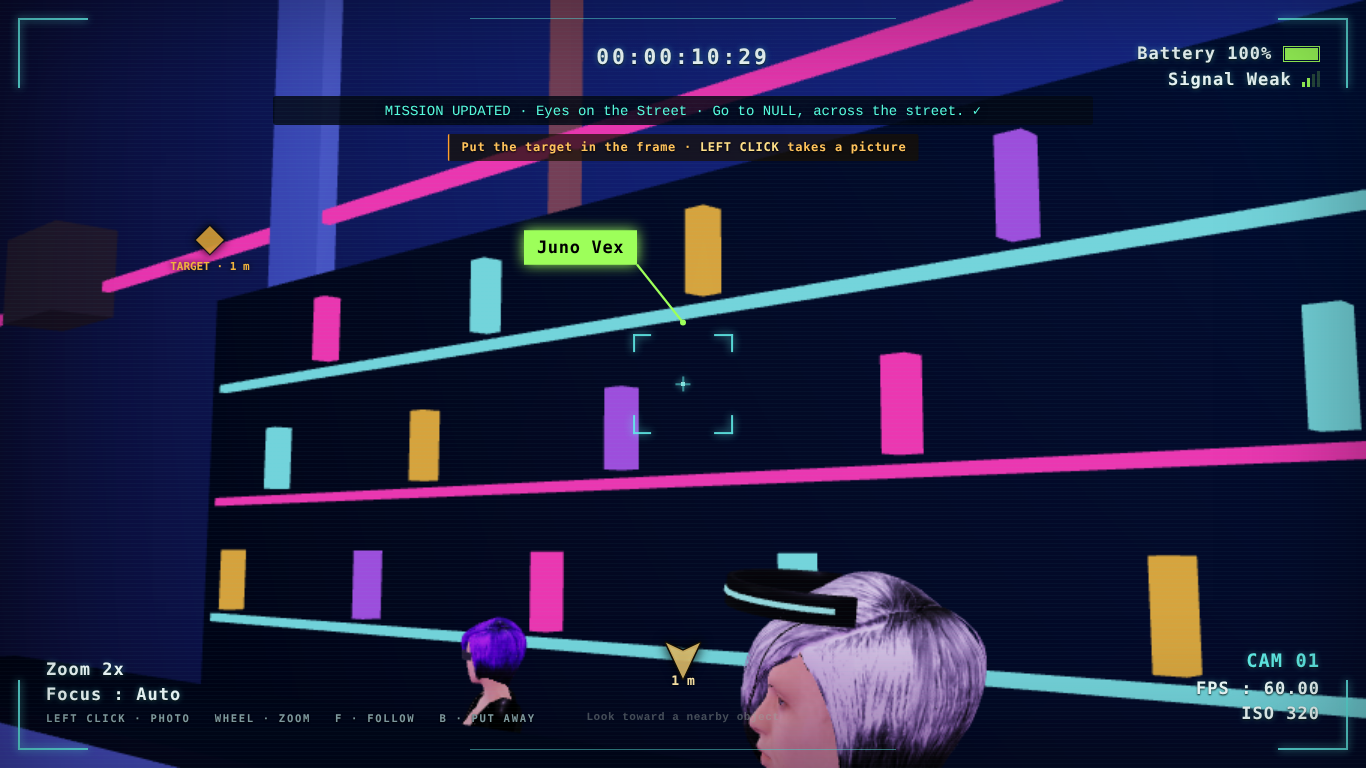 00:00:10:29
Battery 100%
Signal Weak
MISSION UPDATED · Eyes on the Street · Go to NULL, across the street. ✓
Put the target in the frame · LEFT CLICK takes a picture
Juno Vex
TARGET · 1 m
1 m
Zoom 2x
Focus : Auto
LEFT CLICK · PHOTO WHEEL · ZOOM F · FOLLOW B · PUT AWAY
Look toward a nearby object
CAM 01
FPS : 60.00
ISO 320